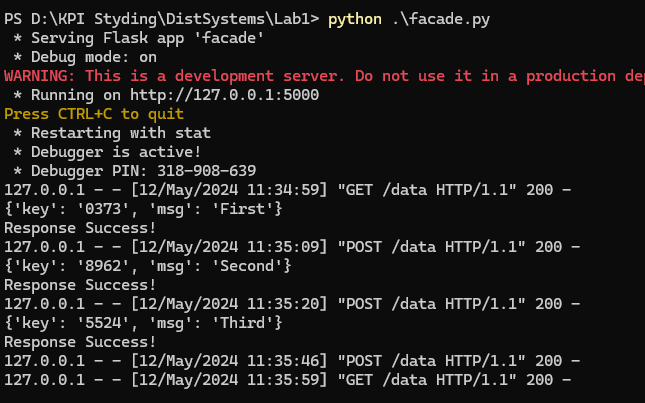 PS D:\KPI Styding\DistSystems\Lab1> python .\facade.py
 * Serving Flask app 'facade'
 * Debug mode: on
WARNING: This is a development server. Do not use it in a production
 * Running on http://127.0.0.1:5000
Press CTRL+C to quit
 * Restarting with stat
 * Debugger is active!
 * Debugger PIN: 318-908-639
127.0.0.1 - - [12/May/2024 11:34:59] "GET /data HTTP/1.1" 200 -
{'key': '0373', 'msg': 'First'}
Response Success!
127.0.0.1 - - [12/May/2024 11:35:09] "POST /data HTTP/1.1" 200 -
{'key': '8962', 'msg': 'Second'}
Response Success!
127.0.0.1 - - [12/May/2024 11:35:20] "POST /data HTTP/1.1" 200 -
{'key': '5524', 'msg': 'Third'}
Response Success!
127.0.0.1 - - [12/May/2024 11:35:46] "POST /data HTTP/1.1" 200 -
127.0.0.1 - - [12/May/2024 11:35:59] "GET /data HTTP/1.1" 200 -